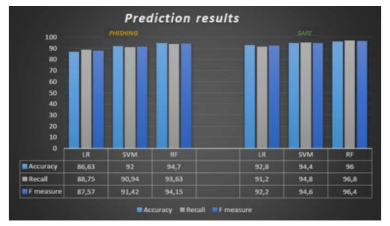 Prediction results
PHISHING SAFE
100
90
80
70
60
50
40
30
20
10
0
LR SVM RF LR SVM RF
Accuracy 86,63 92 94,7 92,8 94,4 96
Recall 88,75 90,94 93,63 91,2 94,8 96,8
F measure 87,57 91,42 94,15 92,2 94,6 96,4
Accuracy Recall F measure